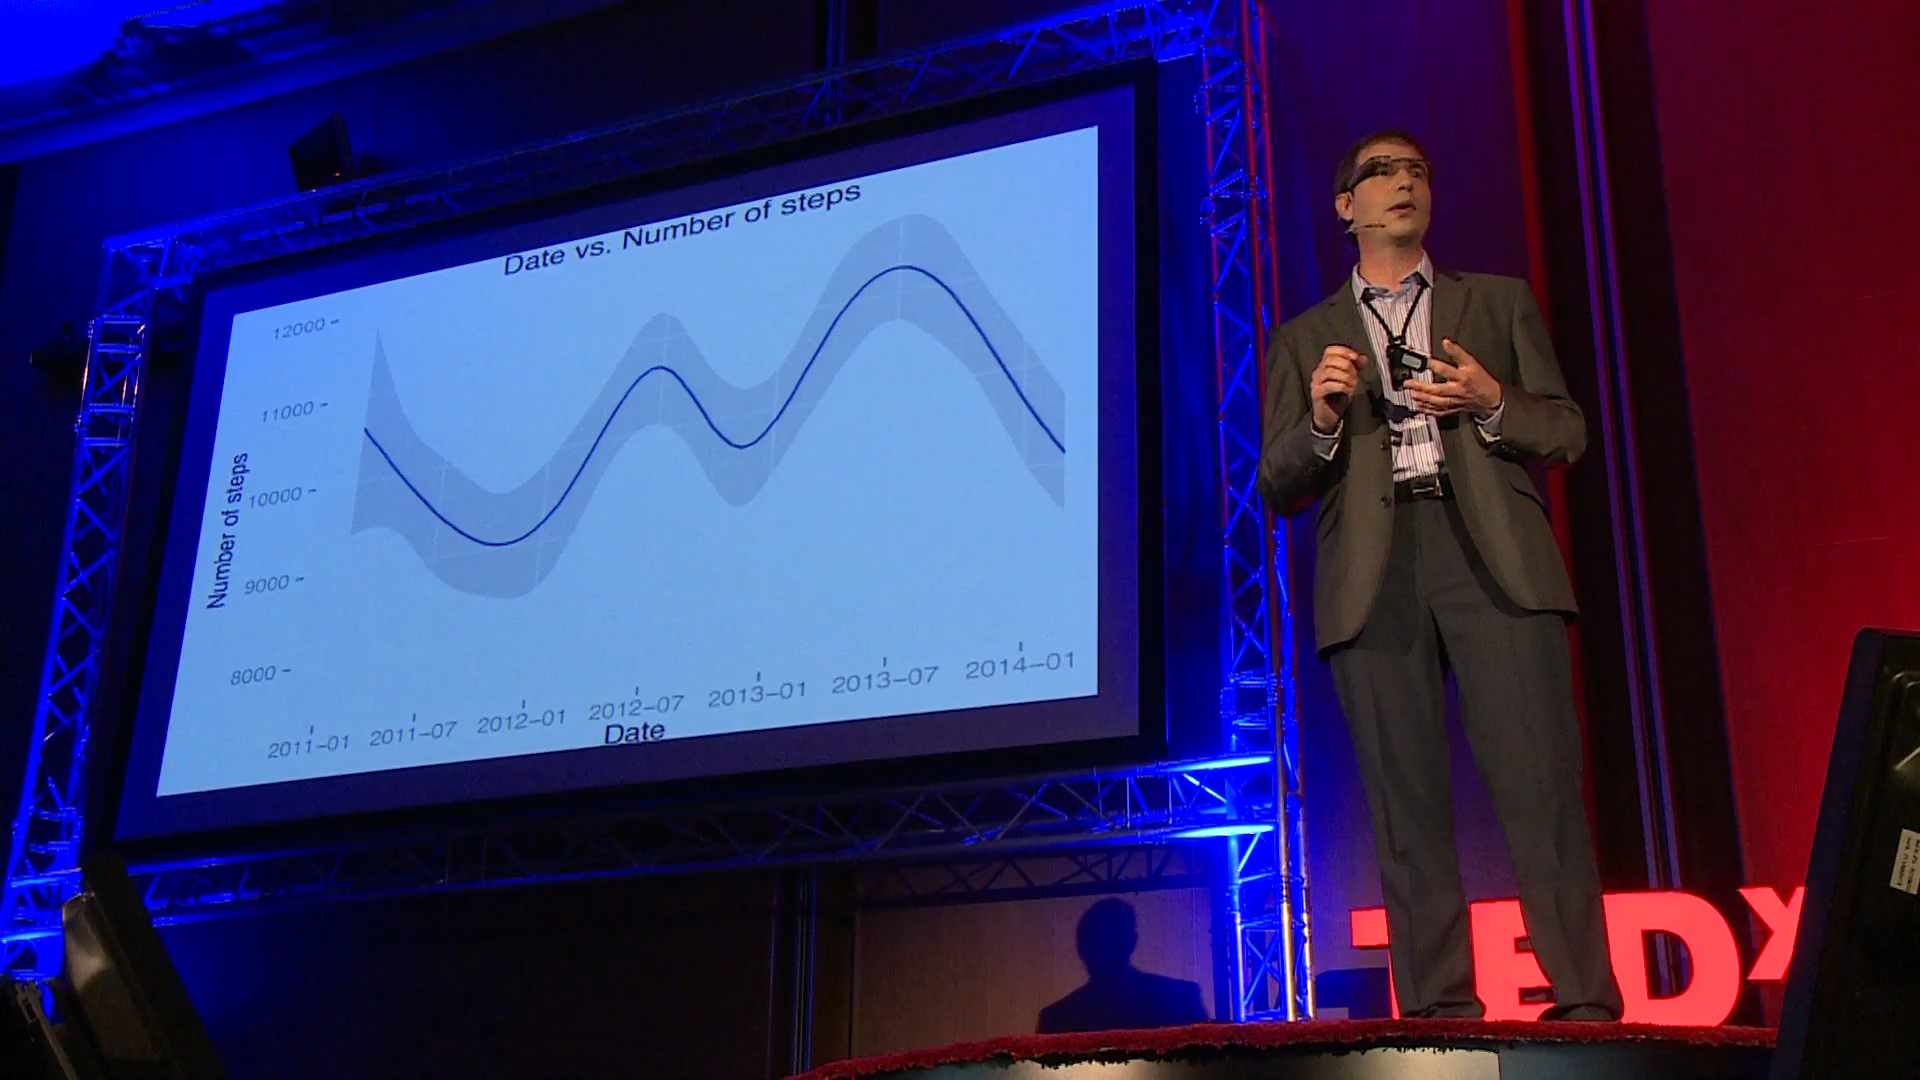 Date vs. Number of steps
12000
11000
10000
9000
8000
Number of steps
2011-01 2011-07 2012-01 2012-07 2013-01 2013-07 2014-01
Date
TEDx